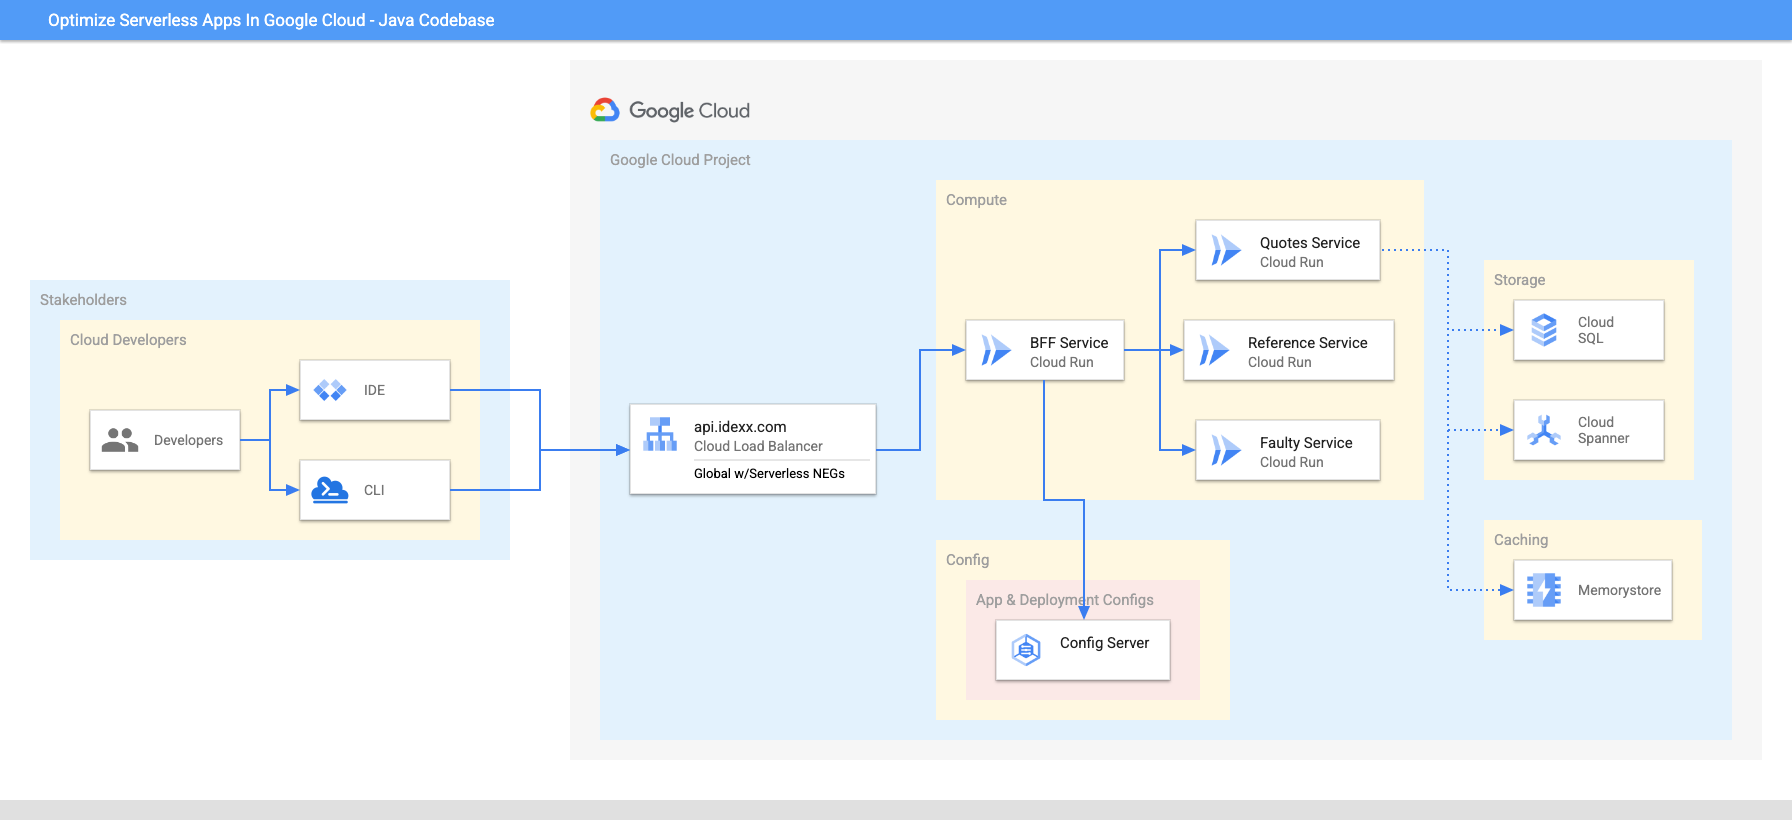 Optimize Serverless Apps In Google Cloud - Java Codebase
Google Cloud
Google Cloud Project
Stakeholders
Cloud Developers
Developers
IDE
CLI
api.idexx.com
Cloud Load Balancer
Global w/Serverless NEGs
Compute
BFF Service
Cloud Run
Quotes Service
Cloud Run
Reference Service
Cloud Run
Faulty Service
Cloud Run
Config
App & Deployment Configs
Config Server
Storage
Cloud
SQL
Cloud
Spanner
Caching
Memorystore